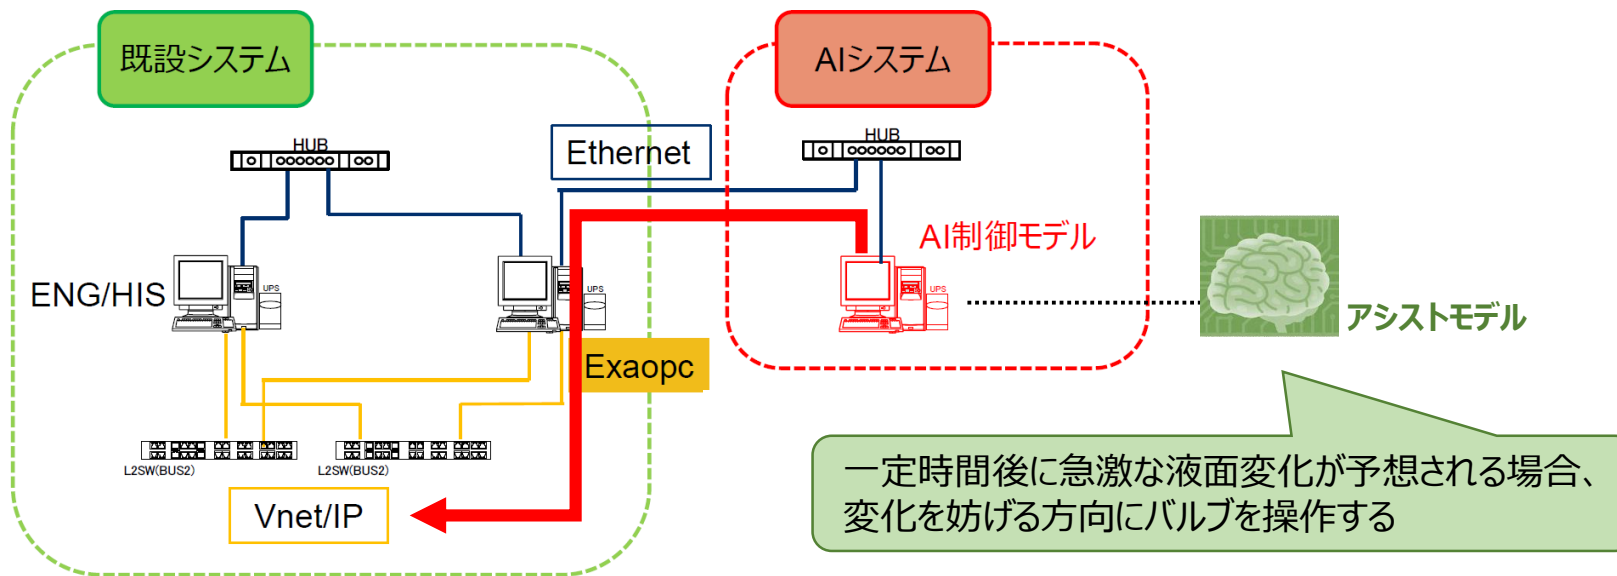 既設システム
AIシステム
HUB
Ethernet
HUB
AI制御モデル
ENG/HIS
UPS
UPS
UPS
アシストモデル
Exaopc
L2SW(BUS2)
L2SW(BUS2)
Vnet/IP
一定時間後に急激な液面変化が予想される場合、
変化を妨げる方向にバルブを操作する